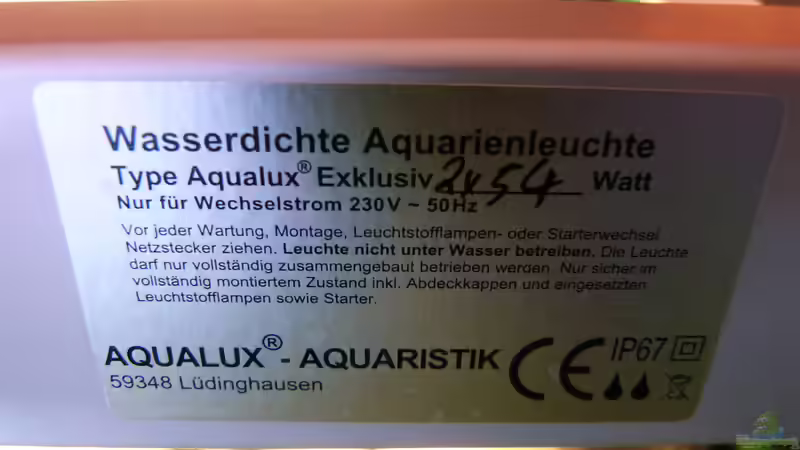 Wasserdichte Aquarienleuchte
Type Aqualux® Exklusiv 2x54 Watt
Nur für Wechselstrom 230V ~ 50Hz
Vor jeder Wartung, Montage, Leuchtstofflampen- oder Starterwechsel
Netzstecker ziehen. Leuchte nicht unter Wasser betreiben. Die Leuchte
darf nur vollständig zusammengebaut betrieben werden. Nur sicher im
vollständig montiertem Zustand inkl. Abdeckkappen und eingesetzten
Leuchtstofflampen sowie Starter.
AQUALUX® - AQUARISTIK
59348 Lüdinghausen
CE IP67